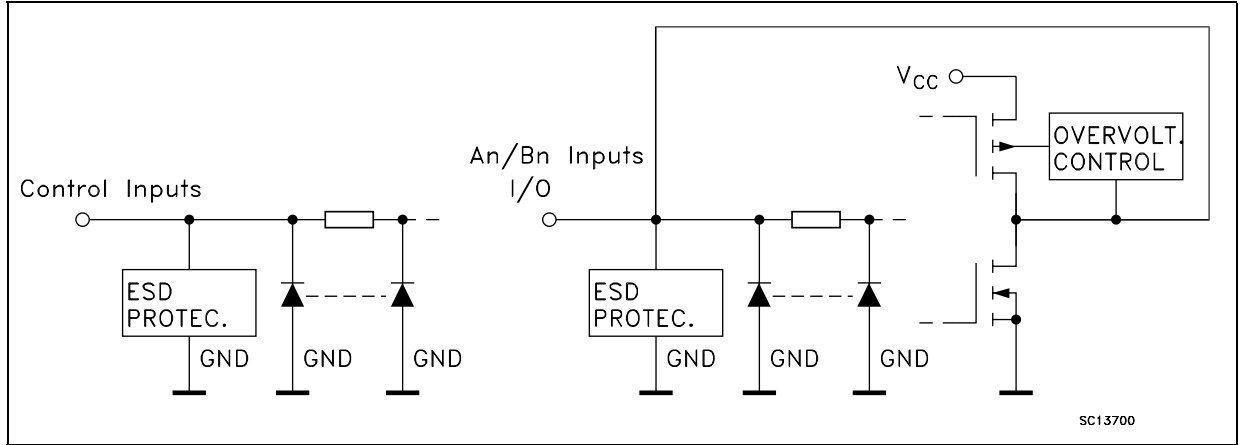 VCC
OVERVOLT.
CONTROL
An/Bn Inputs
I/O
Control Inputs
ESD
PROTEC.
ESD
PROTEC.
GND
GND
GND
GND
GND
GND
SC13700